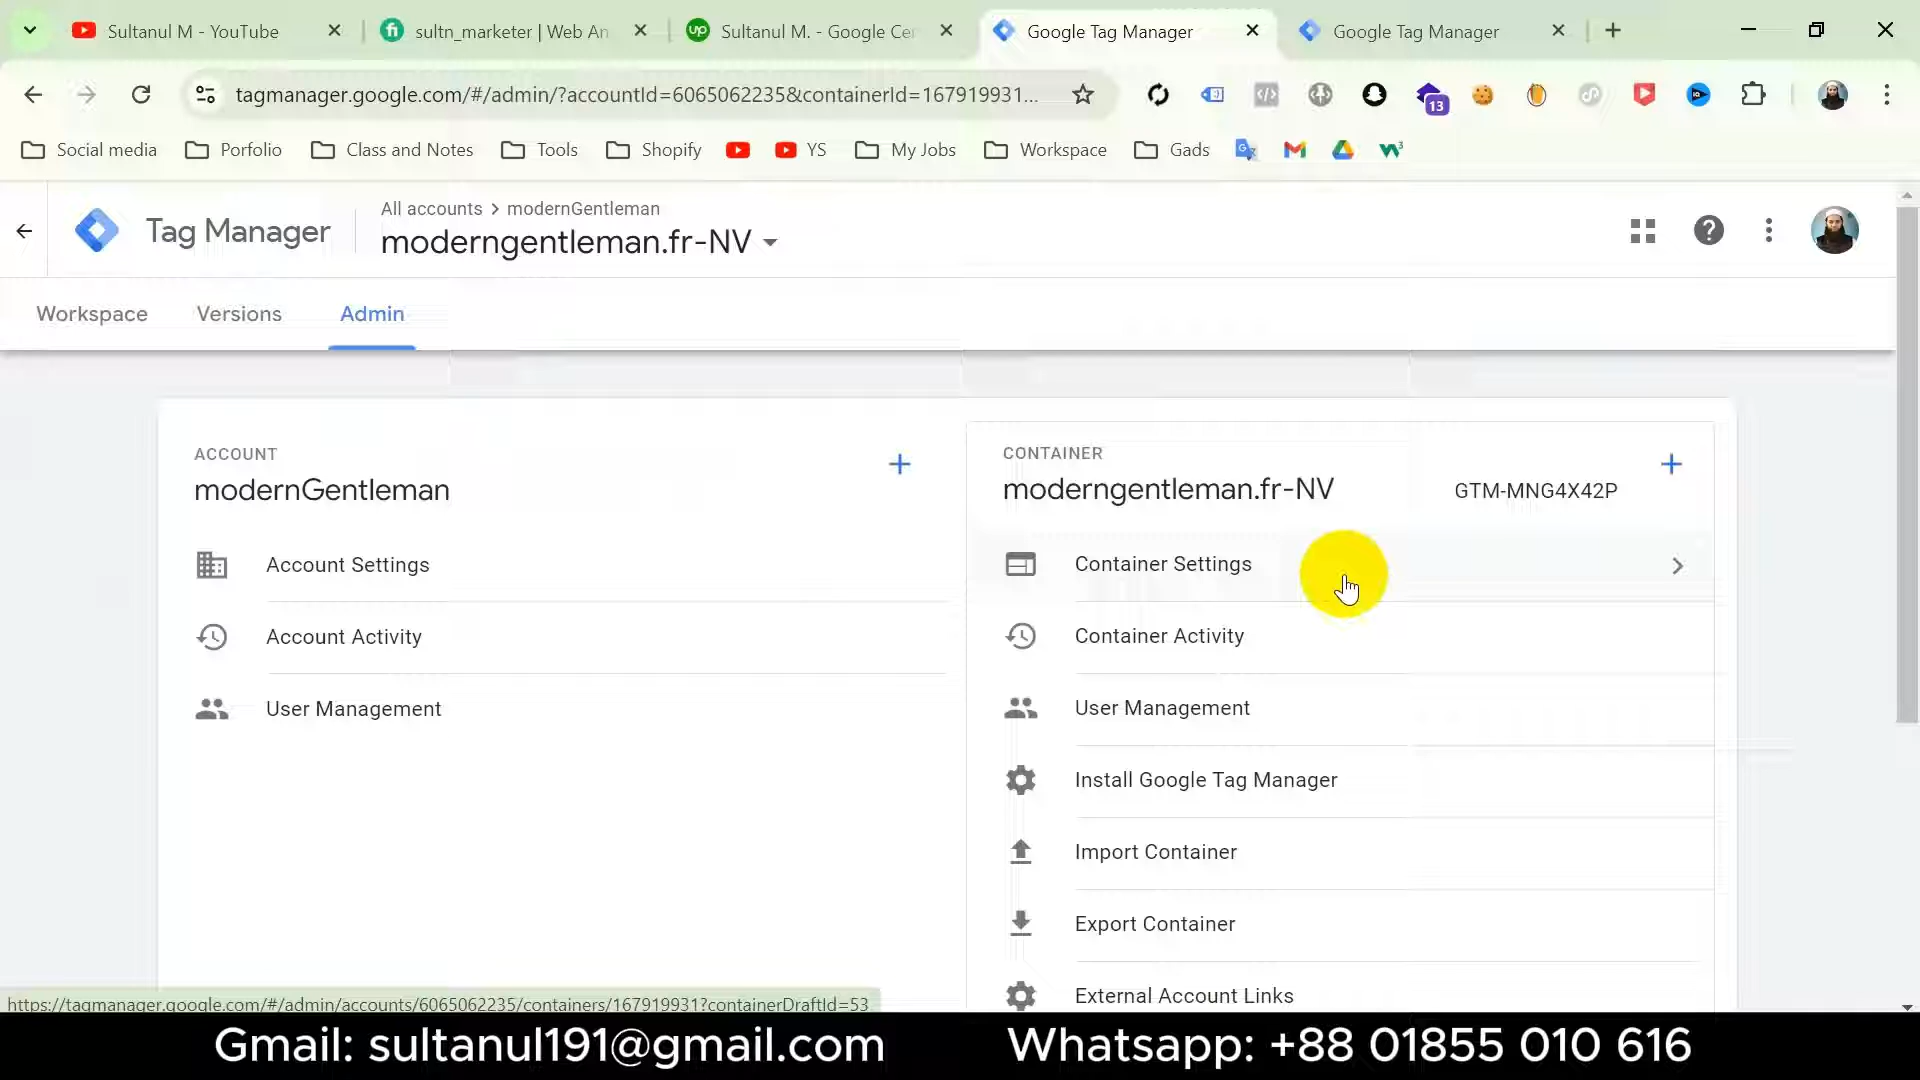 Sultanul M - YouTube
sultn_marketer | Web An
Sultanul M. - Google Cer
Google Tag Manager
Google Tag Manager
tagmanager.google.com/#/admin/?accountId=6065062235&containerId=167919931...
13
Social media
Porfolio
Class and Notes
Tools
Shopify
YS
My Jobs
Workspace
Gads
Tag Manager
All accounts > modernGentleman
moderngentleman.fr-NV
Workspace
Versions
Admin
ACCOUNT
modernGentleman
Account Settings
Account Activity
User Management
CONTAINER
moderngentleman.fr-NV
GTM-MNG4X42P
Container Settings
Container Activity
User Management
Install Google Tag Manager
Import Container
Export Container
External Account Links
https://tagmanager.google.com/#/admin/accounts/6065062235/containers/167919931?containerDraftId=53
Gmail: sultanul191@gmail.com
Whatsapp: +88 01855 010 616